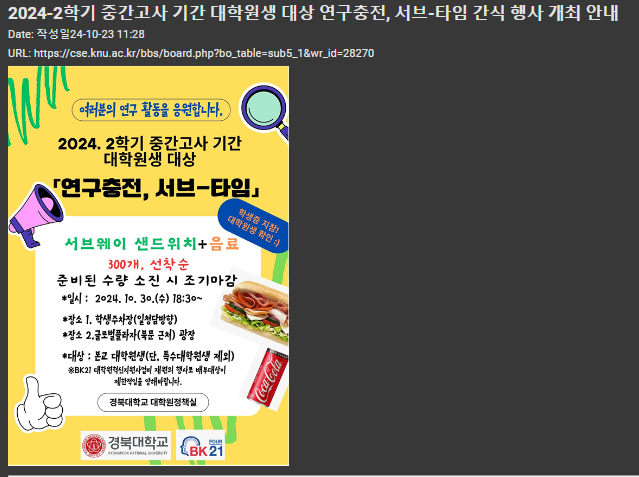 2024-2학기 중간고사 기간 대학원생 대상 연구충전, 서브-타임 간식 행사 개최 안내
Date: 작성일24-10-23 11:28
URL: https://cse.knu.ac.kr/bbs/board.php?bo_table=sub5_1&wr_id=28270
여러분의 연구 활동을 응원합니다.
2024. 2학기 중간고사 기간
대학원생 대상
「연구충전, 서브-타임」
학생증 지참!
대학원생 확인 :)
서브웨이 샌드위치+음료
300개, 선착순
준비된 수량 소진 시 조기마감
*일시 : 2024. 10. 30.(수) 18:30~
*장소 1. 학생주차장(일청담방향)
*장소 2.글로벌플라자(북문 근처) 광장
*대상 : 본교 대학원생(단, 특수대학원생 제외)
※BK21 대학원혁신지원사업비 재원의 행사로 배부대상이
제한적임을 양해바랍니다.
경북대학교 대학원정책실
Coca-Cola
경북대학교
KYUNGPOOK NATIONAL UNIVERSITY
BK FOUR 21